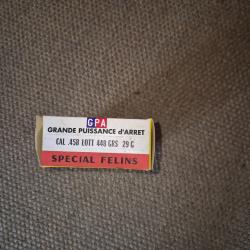 GPA
GRANDE PUISSANCE d'ARRET
CAL .458 LOTT 440 GRS 29 G
SPECIAL FELINS